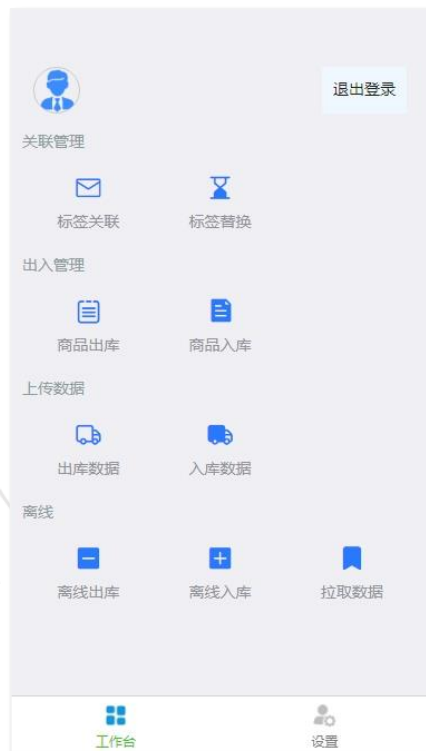 退出登录
关联管理
标签关联 标签替换
出入管理
商品出库 商品入库
上传数据
出库数据 入库数据
离线
离线出库 离线入库 拉取数据
工作台 设置